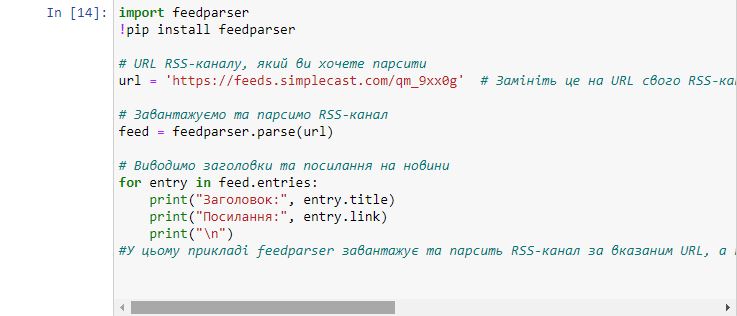 In [14]: import feedparser
!pip install feedparser
# URL RSS-каналу, який ви хочете парсити
url = 'https://feeds.simplecast.com/qm_9xx0g'  # Замініть це на URL свого RSS-ка
# Завантажуємо та парсимо RSS-канал
feed = feedparser.parse(url)
# Виводимо заголовки та посилання на новини
for entry in feed.entries:
    print("Заголовок:", entry.title)
    print("Посилання:", entry.link)
    print("\n")
#У цьому прикладі feedparser завантажує та парсить RSS-канал за вказаним URL, а